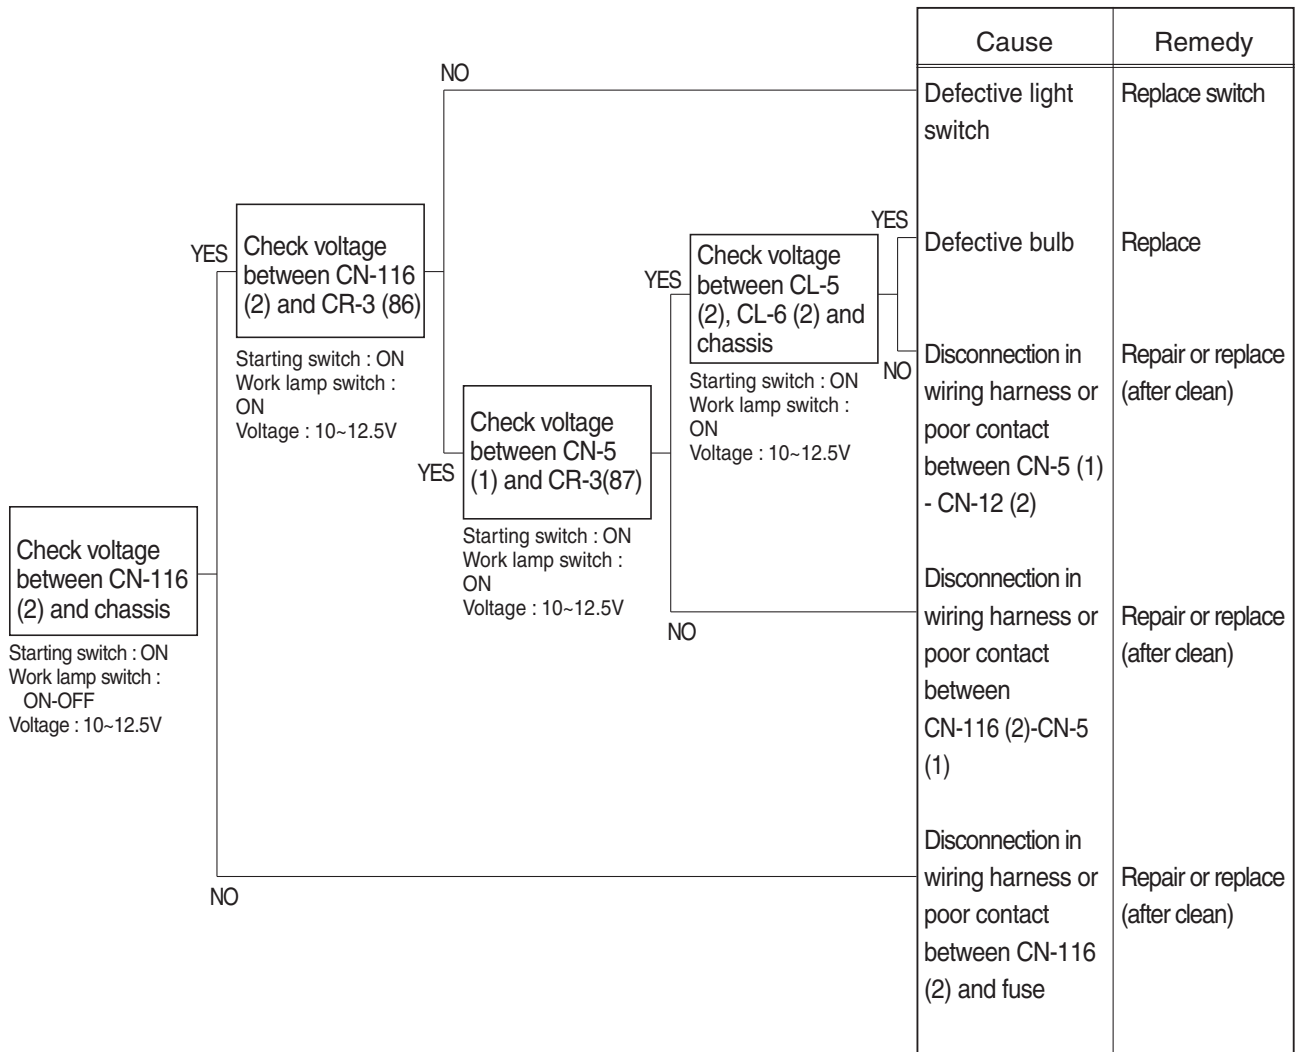 Cause
Remedy
NO
Defective light
switch
Replace switch
YES
Check voltage
between CN-116
(2) and CR-3 (86)
Starting switch : ON
Work lamp switch :
ON
Voltage : 10~12.5V
YES
Check voltage
between CL-5
(2), CL-6 (2) and
chassis
Starting switch : ON
Work lamp switch :
ON
Voltage : 10~12.5V
YES
Defective bulb
Replace
NO
Disconnection in
wiring harness or
poor contact
between CN-5 (1)
- CN-12 (2)
Repair or replace
(after clean)
YES
Check voltage
between CN-5
(1) and CR-3(87)
Starting switch : ON
Work lamp switch :
ON
Voltage : 10~12.5V
NO
Disconnection in
wiring harness or
poor contact
between
CN-116 (2)-CN-5
(1)
Repair or replace
(after clean)
Check voltage
between CN-116
(2) and chassis
Starting switch : ON
Work lamp switch :
ON-OFF
Voltage : 10~12.5V
NO
Disconnection in
wiring harness or
poor contact
between CN-116
(2) and fuse
Repair or replace
(after clean)